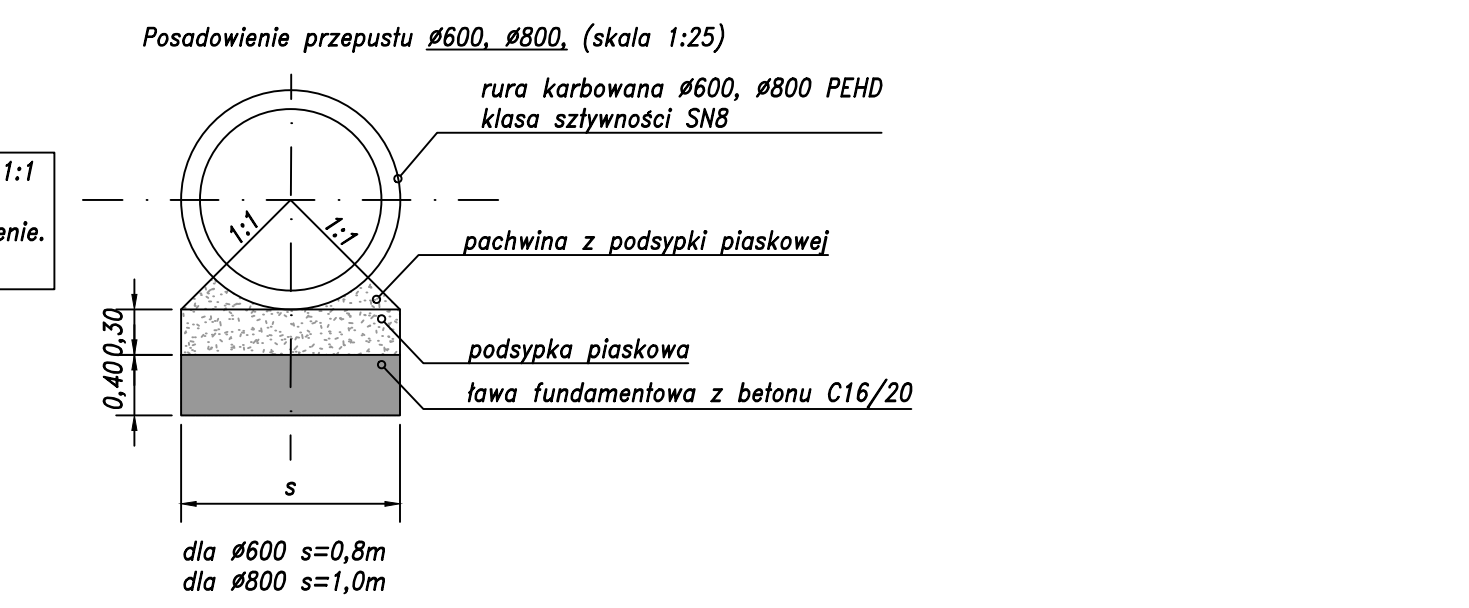 Posadowienie przepustu ø600, ø800, (skala 1:25)
rura karbowana ø600, ø800 PEHD
klasa sztywności SN8
1:1
enie.
1:1
1:1
pachwina z podsypki piaskowej
0,30
podsypka piaskowa
0,40
ława fundamentowa z betonu C16/20
s
dla ø600 s=0,8m
dla ø800 s=1,0m